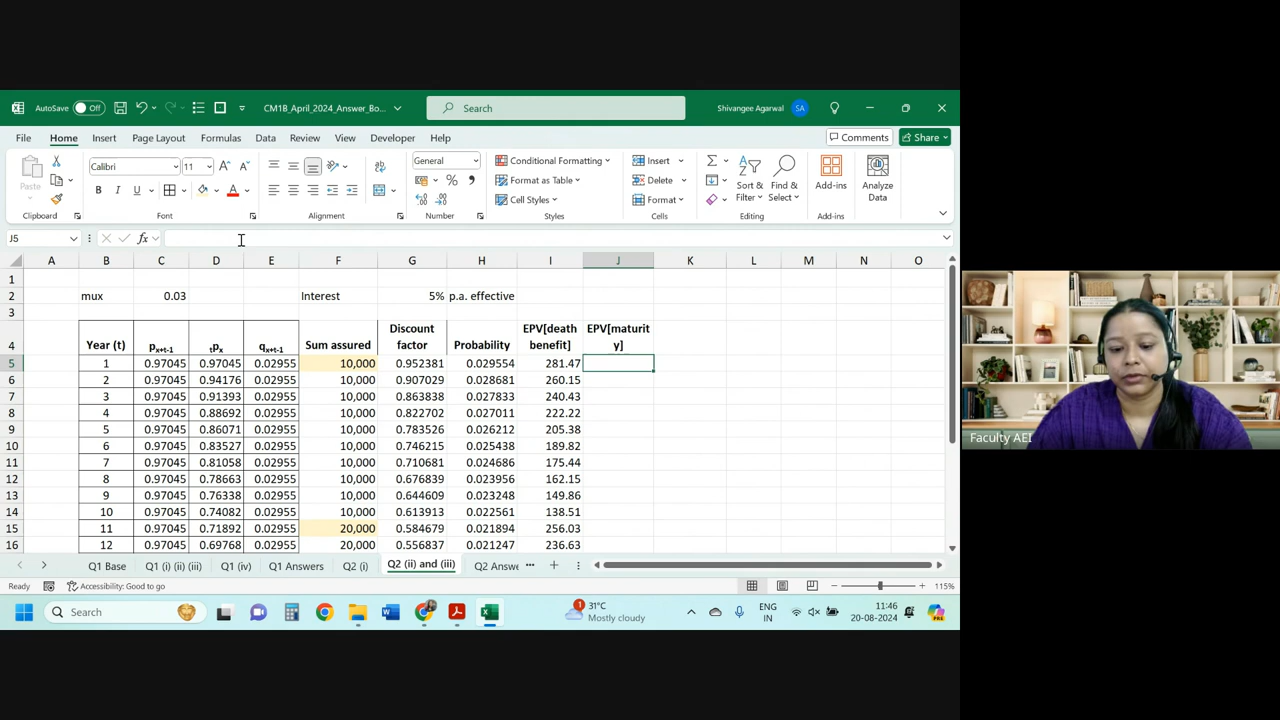 AutoSave Off CM1B_April_2024_Answer_Bo... Search Shivangee Agarwal SA
File Home Insert Page Layout Formulas Data Review View Developer Help Comments Share
Paste Calibri 11 General Conditional Formatting Insert
Format as Table Delete Sort & Filter Find & Select Add-ins Analyze Data
B I U Cell Styles Format
Clipboard Font Alignment Number Styles Cells Editing Add-ins
J5 fx
A B C D E F G H I J K L M N O
1
2 mux 0.03 Interest 5% p.a. effective
3
Discount EPV[death EPV[maturit
4 Year (t) px+t-1 tpx qx+t-1 Sum assured factor Probability benefit] y]
5 1 0.97045 0.97045 0.02955 10,000 0.952381 0.029554 281.47
6 2 0.97045 0.94176 0.02955 10,000 0.907029 0.028681 260.15
7 3 0.97045 0.91393 0.02955 10,000 0.863838 0.027833 240.43
8 4 0.97045 0.88692 0.02955 10,000 0.822702 0.027011 222.22
9 5 0.97045 0.86071 0.02955 10,000 0.783526 0.026212 205.38
10 6 0.97045 0.83527 0.02955 10,000 0.746215 0.025438 189.82
11 7 0.97045 0.81058 0.02955 10,000 0.710681 0.024686 175.44
12 8 0.97045 0.78663 0.02955 10,000 0.676839 0.023956 162.15
13 9 0.97045 0.76338 0.02955 10,000 0.644609 0.023248 149.86
14 10 0.97045 0.74082 0.02955 10,000 0.613913 0.022561 138.51
15 11 0.97045 0.71892 0.02955 20,000 0.584679 0.021894 256.03
16 12 0.97045 0.69768 0.02955 20,000 0.556837 0.021247 236.63
Q1 Base Q1 (i) (ii) (iii) Q1 (iv) Q1 Answers Q2 (i) Q2 (ii) and (iii) Q2 Answe ...
Ready Accessibility: Good to go 115%
Search 1 31°C Mostly cloudy ENG IN 11:46 20-08-2024
Faculty AEI